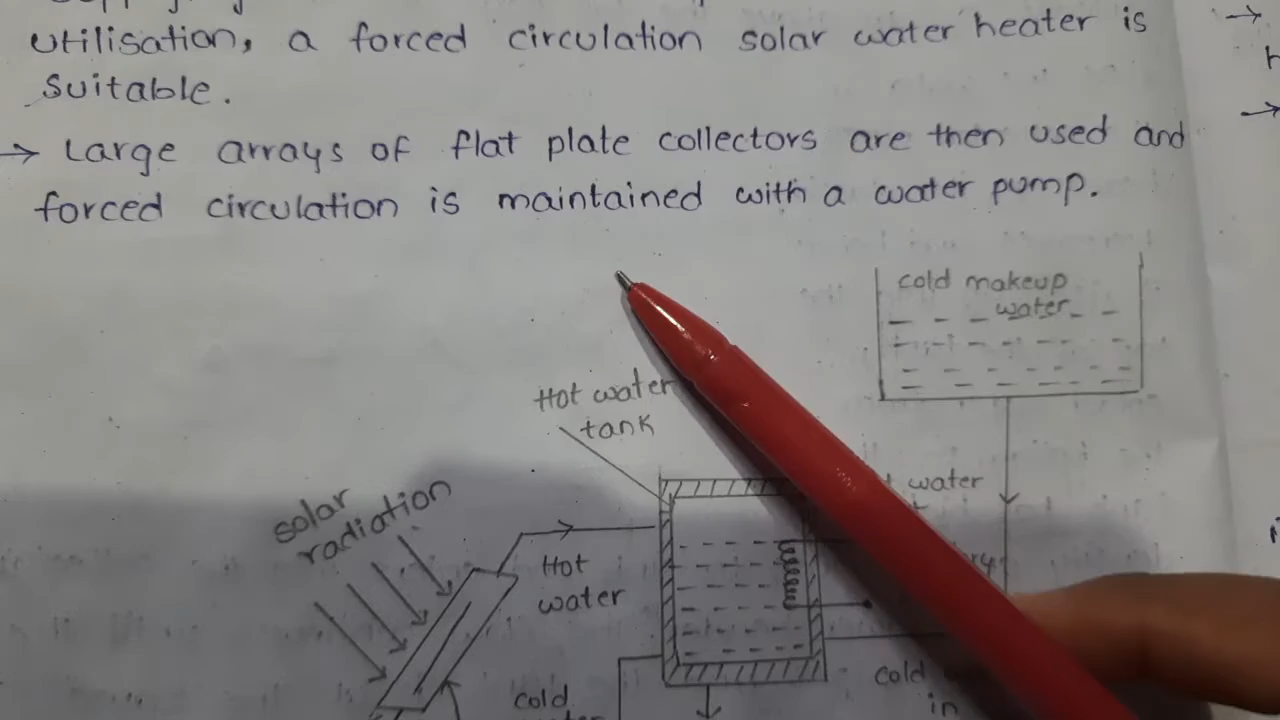 utilisation, a forced circulation solar water heater is
suitable.
→ Large arrays of flat plate collectors are then used and
forced circulation is maintained with a water pump.
cold makeup
water
Hot water
tank
water
solar
radiation
Hot
water
cold
cold
in
→
→